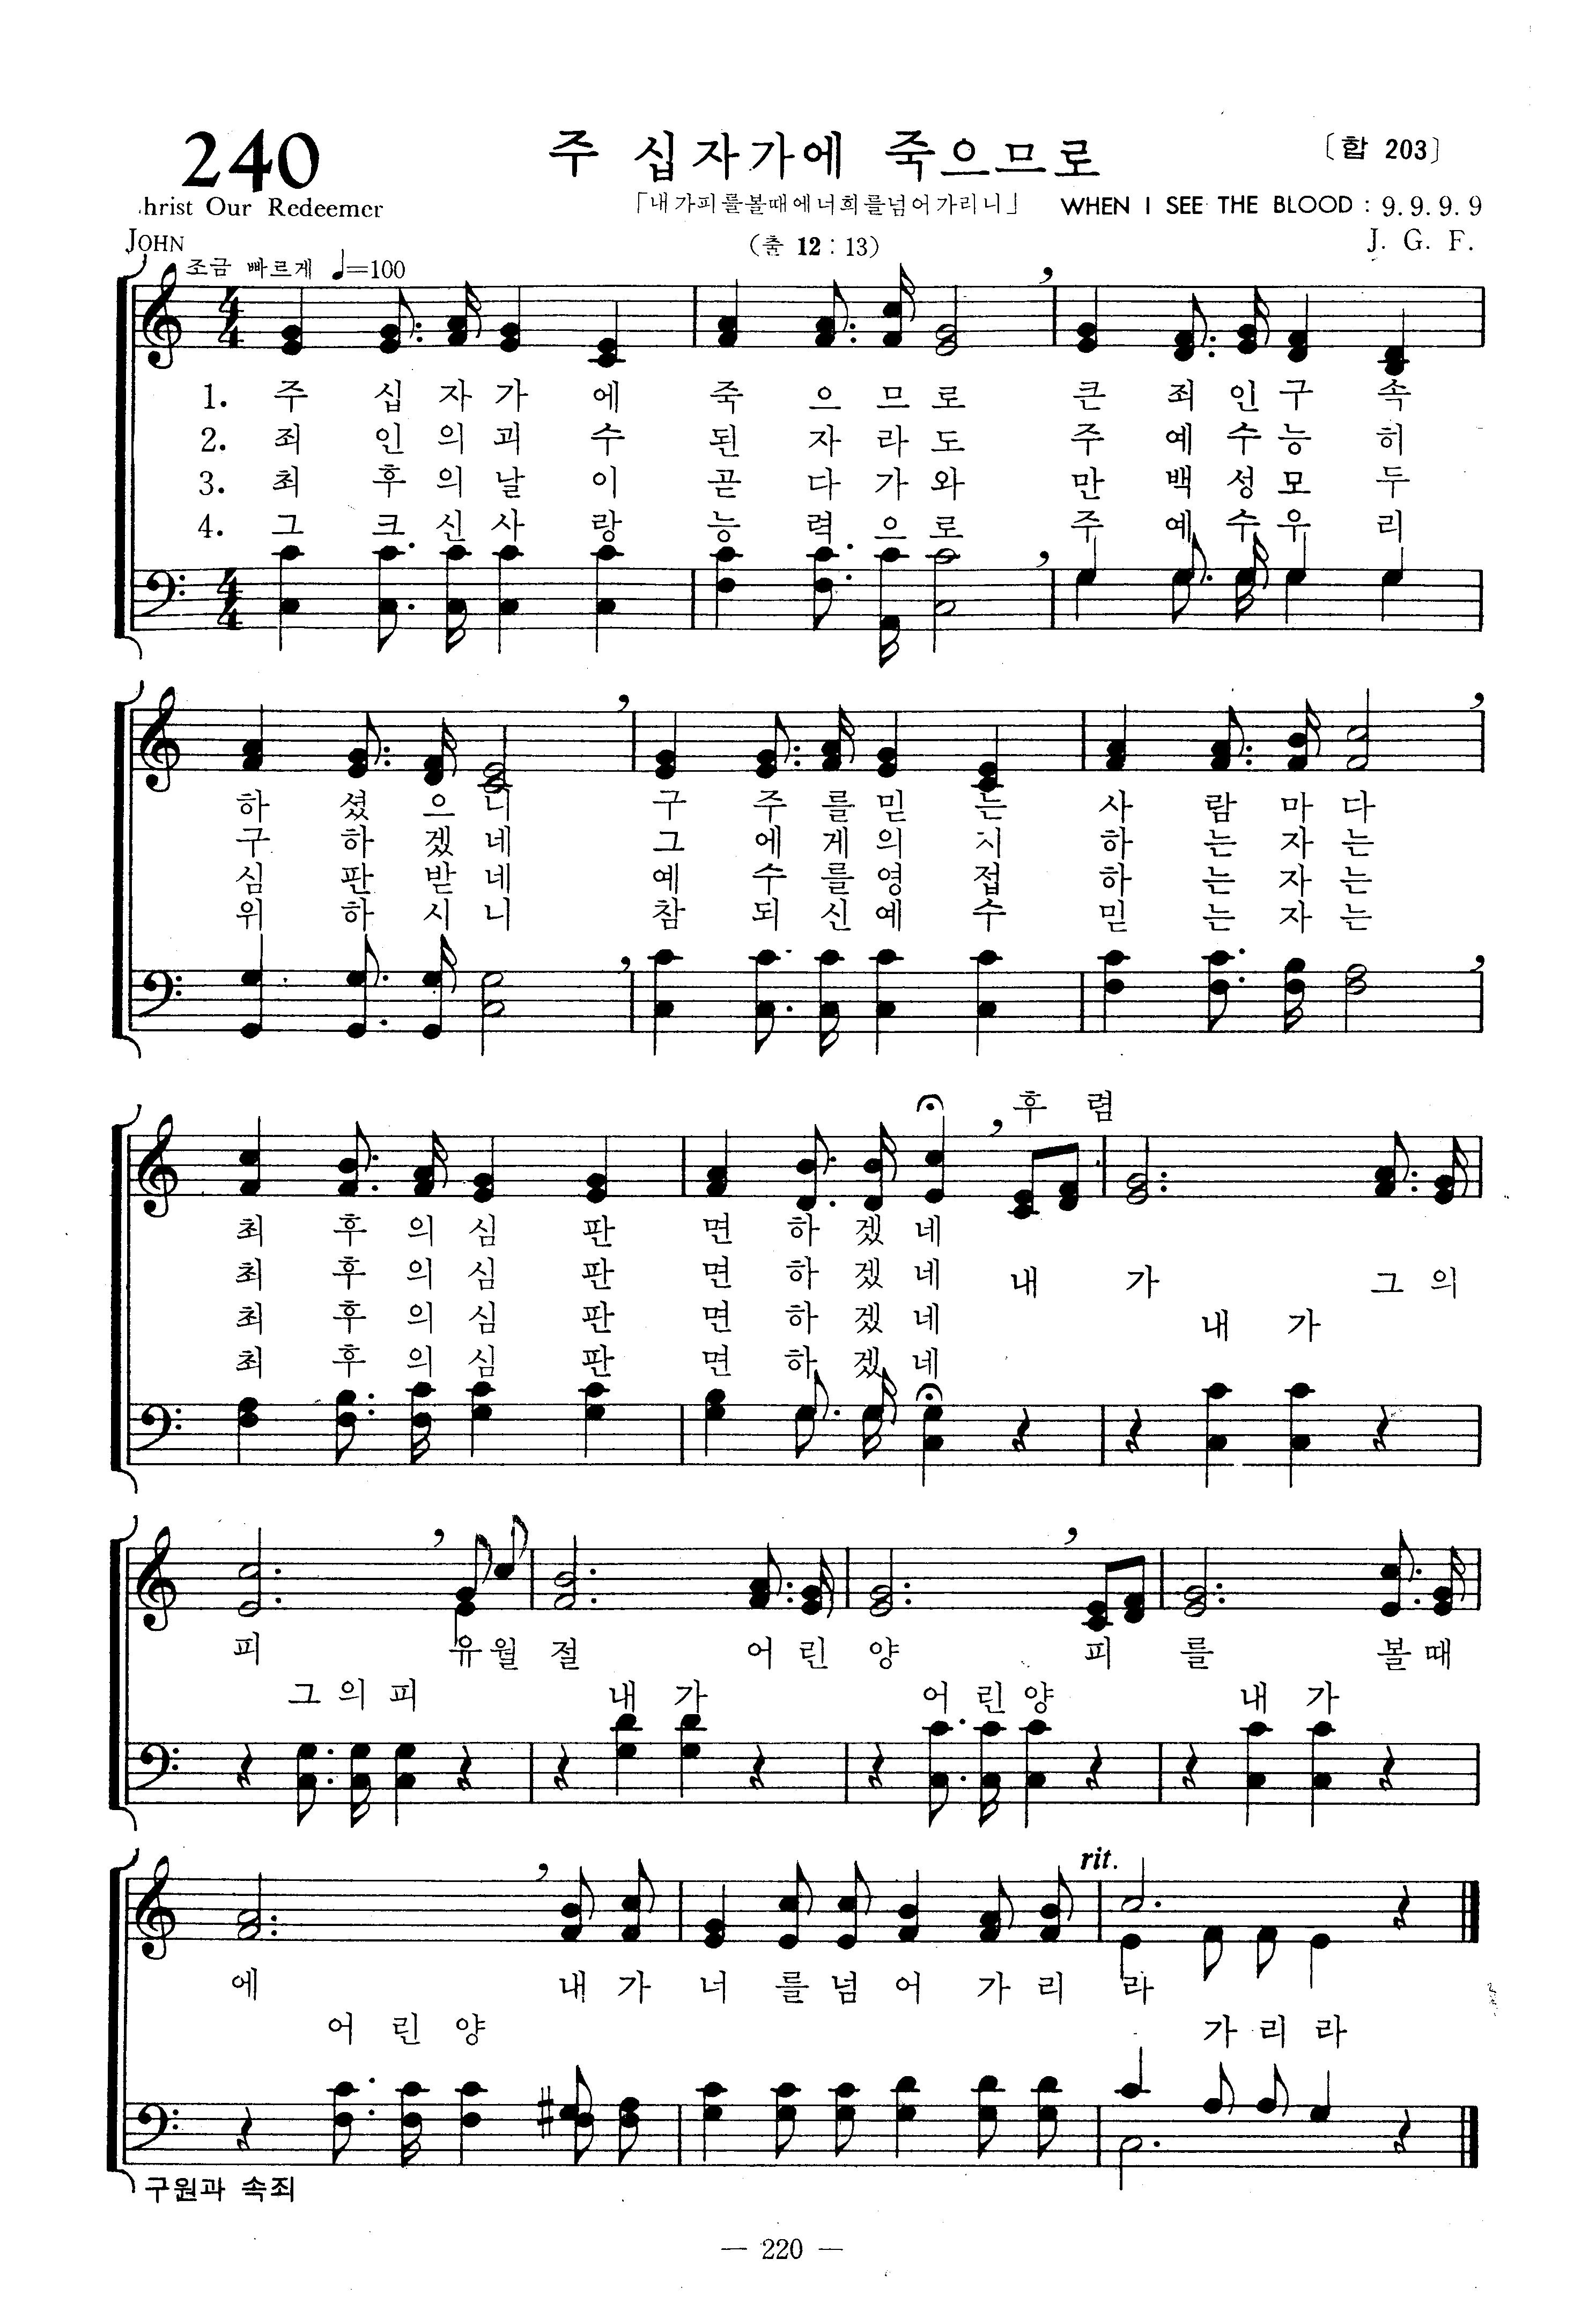 240
주 십자가에 죽으므로
〔합 203〕
hrist Our Redeemer
「내가피를볼때에너희를넘어가리니」
WHEN I SEE THE BLOOD : 9. 9. 9. 9
JOHN
(출 12 : 13)
J. G. F.
조금 빠르게 ♩=100
1. 주 십 자 가 에 죽 으 므 로 큰 죄 인 구 속
2. 죄 인 의 괴 수 된 자 라 도 주 예 수 능 히
3. 최 후 의 날 이 곧 다 가 와 만 백 성 모 두
4. 그 크 신 사 랑 능 력 으 로 주 예 수 우 리
하 셨 으 니 구 주 를 믿 는 사 람 마 다
구 하 겠 네 그 에 게 의 지 하 는 자 는
심 판 받 네 예 수 를 영 접 하 는 자 는
위 하 시 니 참 되 신 예 수 믿 는 자 는
후 렴
최 후 의 심 판 면 하 겠 네
최 후 의 심 판 면 하 겠 네 내 가 그 의
최 후 의 심 판 면 하 겠 네 내 가
최 후 의 심 판 면 하 겠 네
피 유 월 절 어 린 양 피 를 볼 때
그 의 피 내 가 어 린 양 내 가
rit.
에 내 가 너 를 넘 어 가 리 라
어 린 양 가 리 라
구원과 속죄
— 220 —